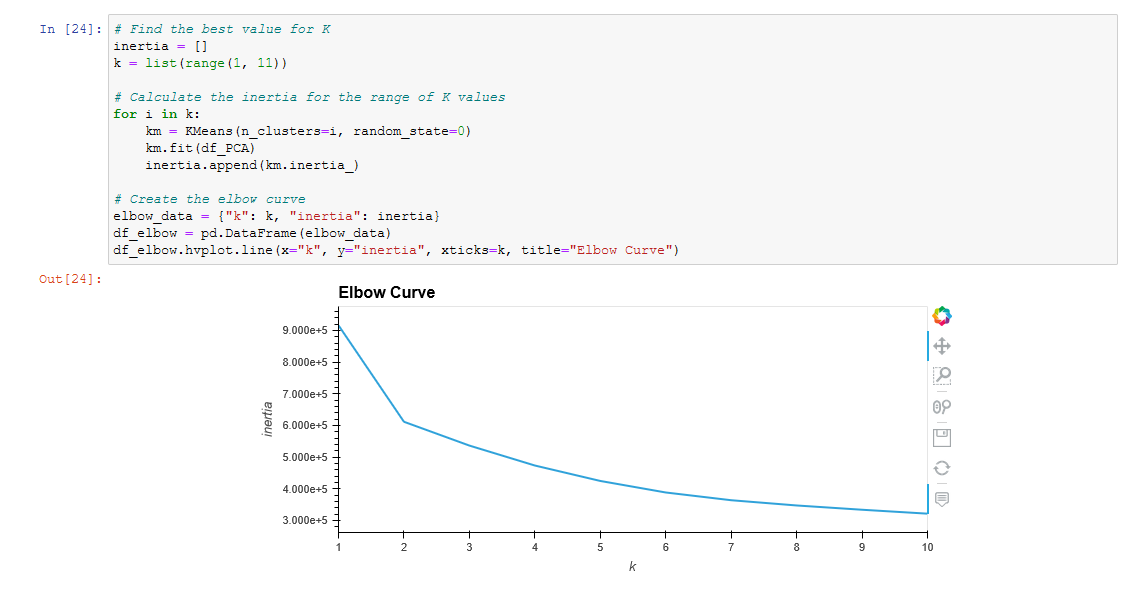 In [24]:
# Find the best value for K
inertia = []
k = list(range(1, 11))
# Calculate the inertia for the range of K values
for i in k:
    km = KMeans(n_clusters=i, random_state=0)
    km.fit(df_PCA)
    inertia.append(km.inertia_)
# Create the elbow curve
elbow_data = {"k": k, "inertia": inertia}
df_elbow = pd.DataFrame(elbow_data)
df_elbow.hvplot.line(x="k", y="inertia", xticks=k, title="Elbow Curve")
Out[24]:
Elbow Curve
9.000e+5
8.000e+5
7.000e+5
6.000e+5
5.000e+5
4.000e+5
3.000e+5
inertia
1 2 3 4 5 6 7 8 9 10
k